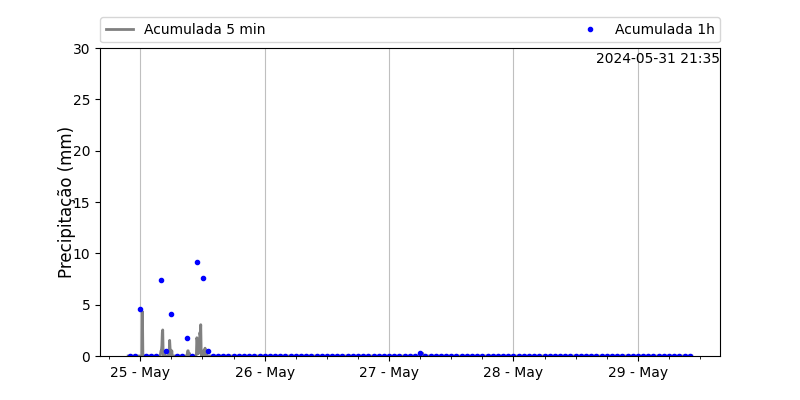 Acumulada 5 min
Acumulada 1h
2024-05-31 21:35
Precipitação (mm)
30
25
20
15
10
5
0
25 - May
26 - May
27 - May
28 - May
29 - May